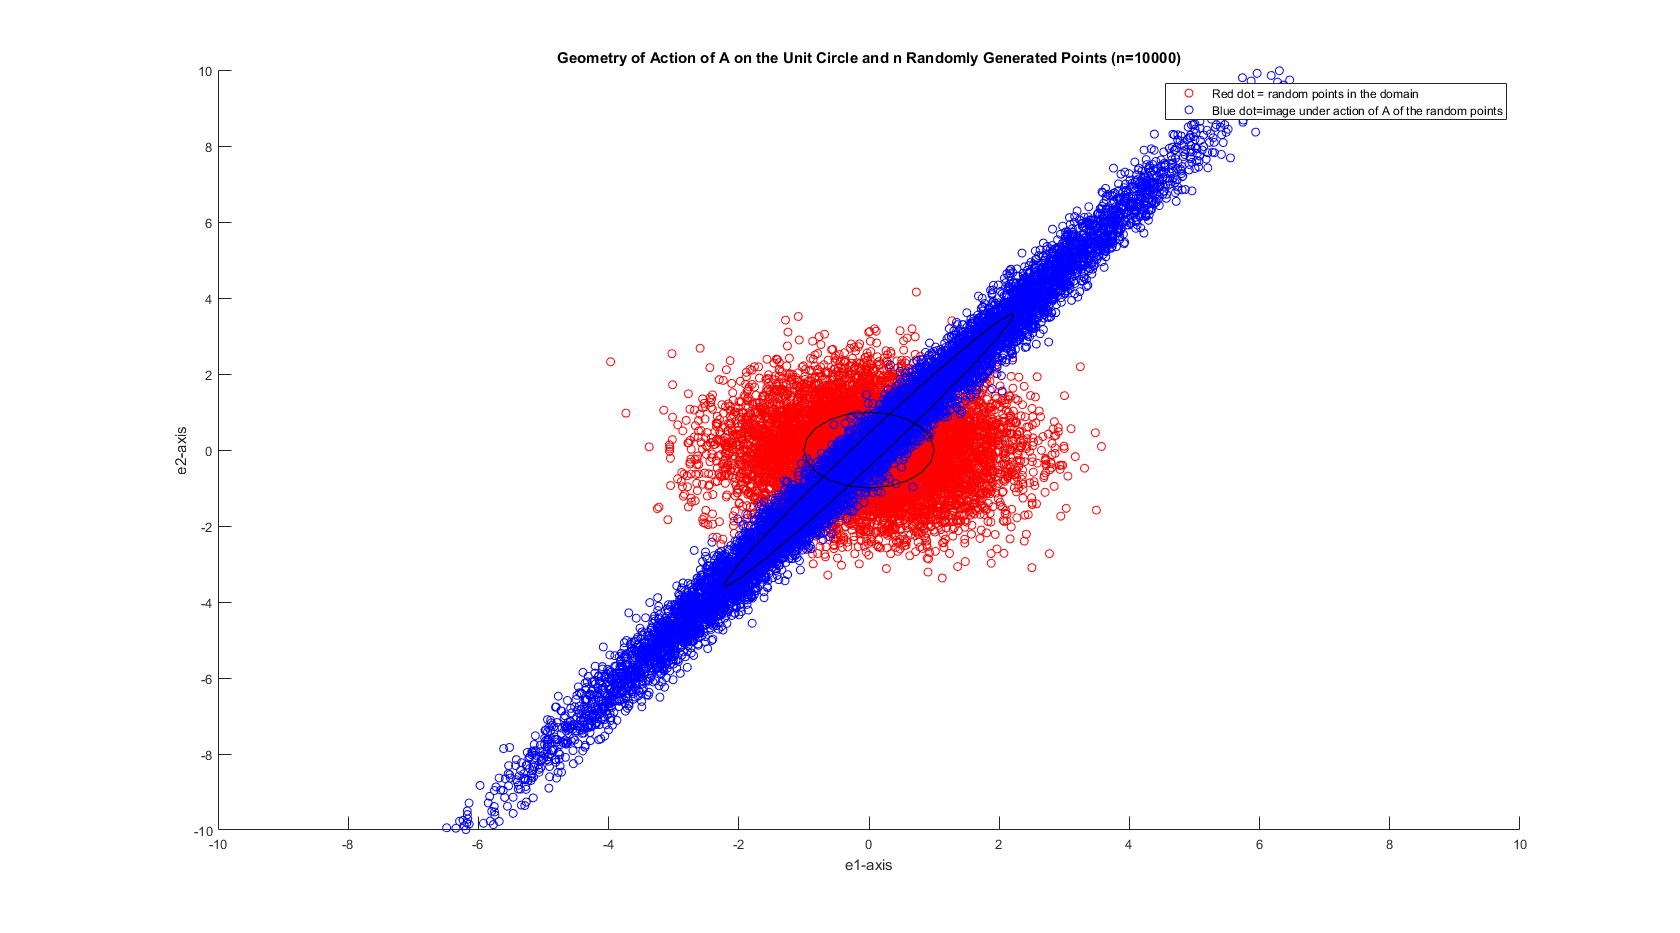 Geometry of Action of A on the Unit Circle and n Randomly Generated Points (n=10000)
Red dot = random points in the domain
Blue dot=image under action of A of the random points
10
8
6
4
2
0
-2
-4
-6
-8
-10
e2-axis
-10 -8 -6 -4 -2 0 2 4 6 8 10
e1-axis